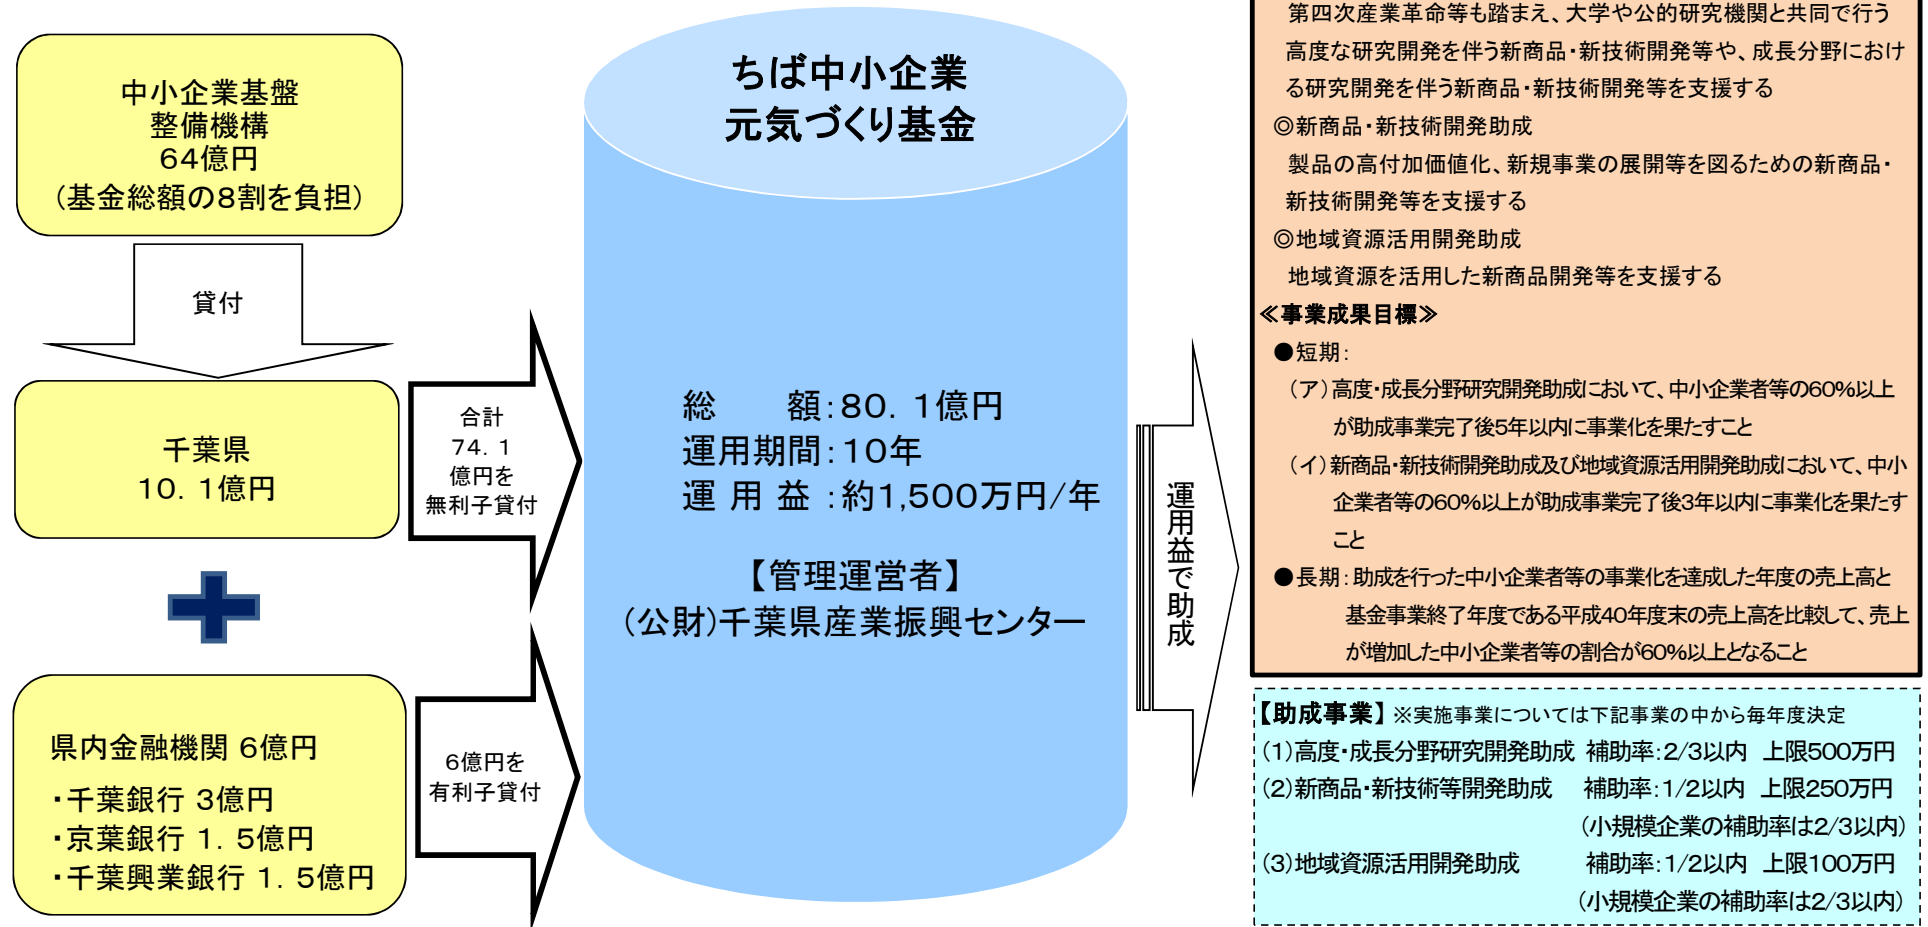 中小企業基盤
整備機構
64億円
(基金総額の8割を負担)
貸付
千葉県
10．1億円
県内金融機関 6億円
・千葉銀行 3億円
・京葉銀行 1．5億円
・千葉興業銀行 1．5億円
合計
74．1
億円を
無利子貸付
6億円を
有利子貸付
ちば中小企業
元気づくり基金
総　　額：80．1億円
運用期間：10年
運 用 益 ：約1,500万円/年
【管理運営者】
(公財)千葉県産業振興センター
運用益で助成
第四次産業革命等も踏まえ、大学や公的研究機関と共同で行う
高度な研究開発を伴う新商品・新技術開発等や、成長分野におけ
る研究開発を伴う新商品・新技術開発等を支援する
◎新商品・新技術開発助成
製品の高付加価値化、新規事業の展開等を図るための新商品・
新技術開発等を支援する
◎地域資源活用開発助成
地域資源を活用した新商品開発等を支援する
≪事業成果目標≫
●短期：
(ア)高度・成長分野研究開発助成において、中小企業者等の60%以上
が助成事業完了後5年以内に事業化を果たすこと
(イ)新商品・新技術開発助成及び地域資源活用開発助成において、中小
企業者等の60%以上が助成事業完了後3年以内に事業化を果たす
こと
●長期：助成を行った中小企業者等の事業化を達成した年度の売上高と
基金事業終了年度である平成40年度末の売上高を比較して、売上
が増加した中小企業者等の割合が60%以上となること
【助成事業】※実施事業については下記事業の中から毎年度決定
(1)高度・成長分野研究開発助成 補助率：2/3以内 上限500万円
(2)新商品・新技術等開発助成 補助率：1/2以内 上限250万円
(小規模企業の補助率は2/3以内)
(3)地域資源活用開発助成 補助率：1/2以内 上限100万円
(小規模企業の補助率は2/3以内)